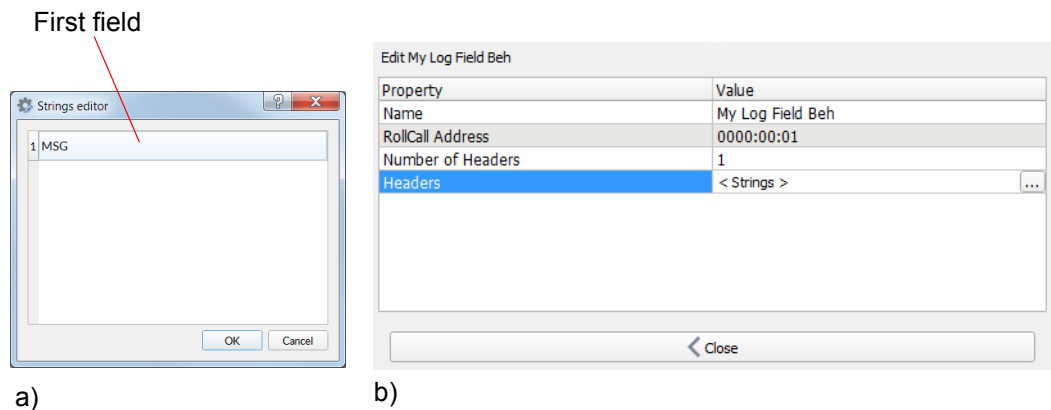 First field
Strings editor
1 MSG
OK Cancel
a)
Edit My Log Field Beh
Property Value
Name My Log Field Beh
RollCall Address 0000:00:01
Number of Headers 1
Headers < Strings > ...
Close
b)